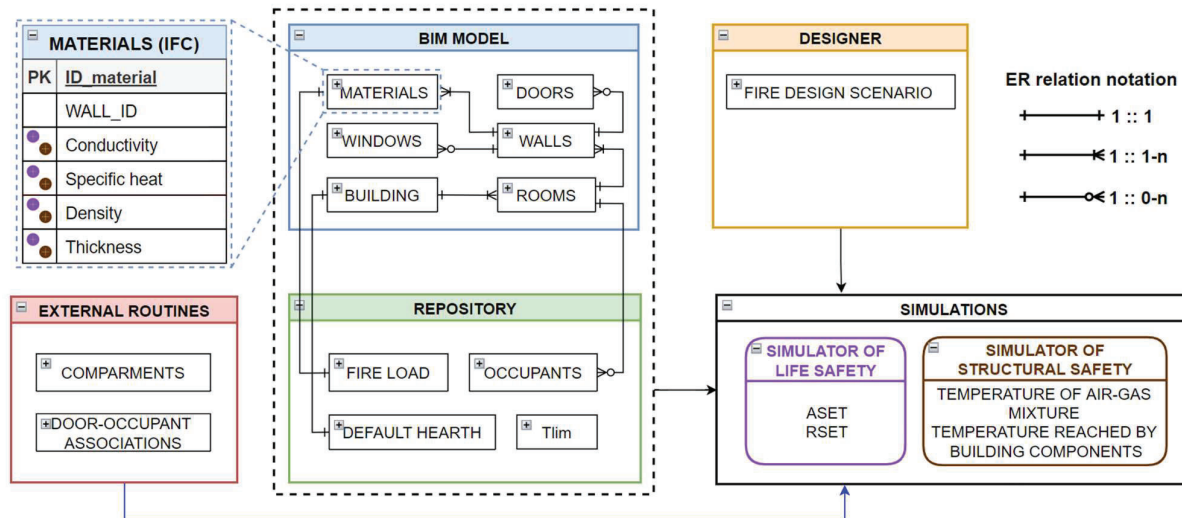 MATERIALS (IFC)
PK ID_material
WALL_ID
Conductivity
Specific heat
Density
Thickness
BIM MODEL
MATERIALS
DOORS
WINDOWS
WALLS
BUILDING
ROOMS
DESIGNER
FIRE DESIGN SCENARIO
ER relation notation
1 :: 1
1 :: 1-n
1 :: 0-n
EXTERNAL ROUTINES
COMPARMENTS
DOOR-OCCUPANT
ASSOCIATIONS
REPOSITORY
FIRE LOAD
OCCUPANTS
DEFAULT HEARTH
Tlim
SIMULATIONS
SIMULATOR OF
LIFE SAFETY
ASET
RSET
SIMULATOR OF
STRUCTURAL SAFETY
TEMPERATURE OF AIR-GAS
MIXTURE
TEMPERATURE REACHED BY
BUILDING COMPONENTS